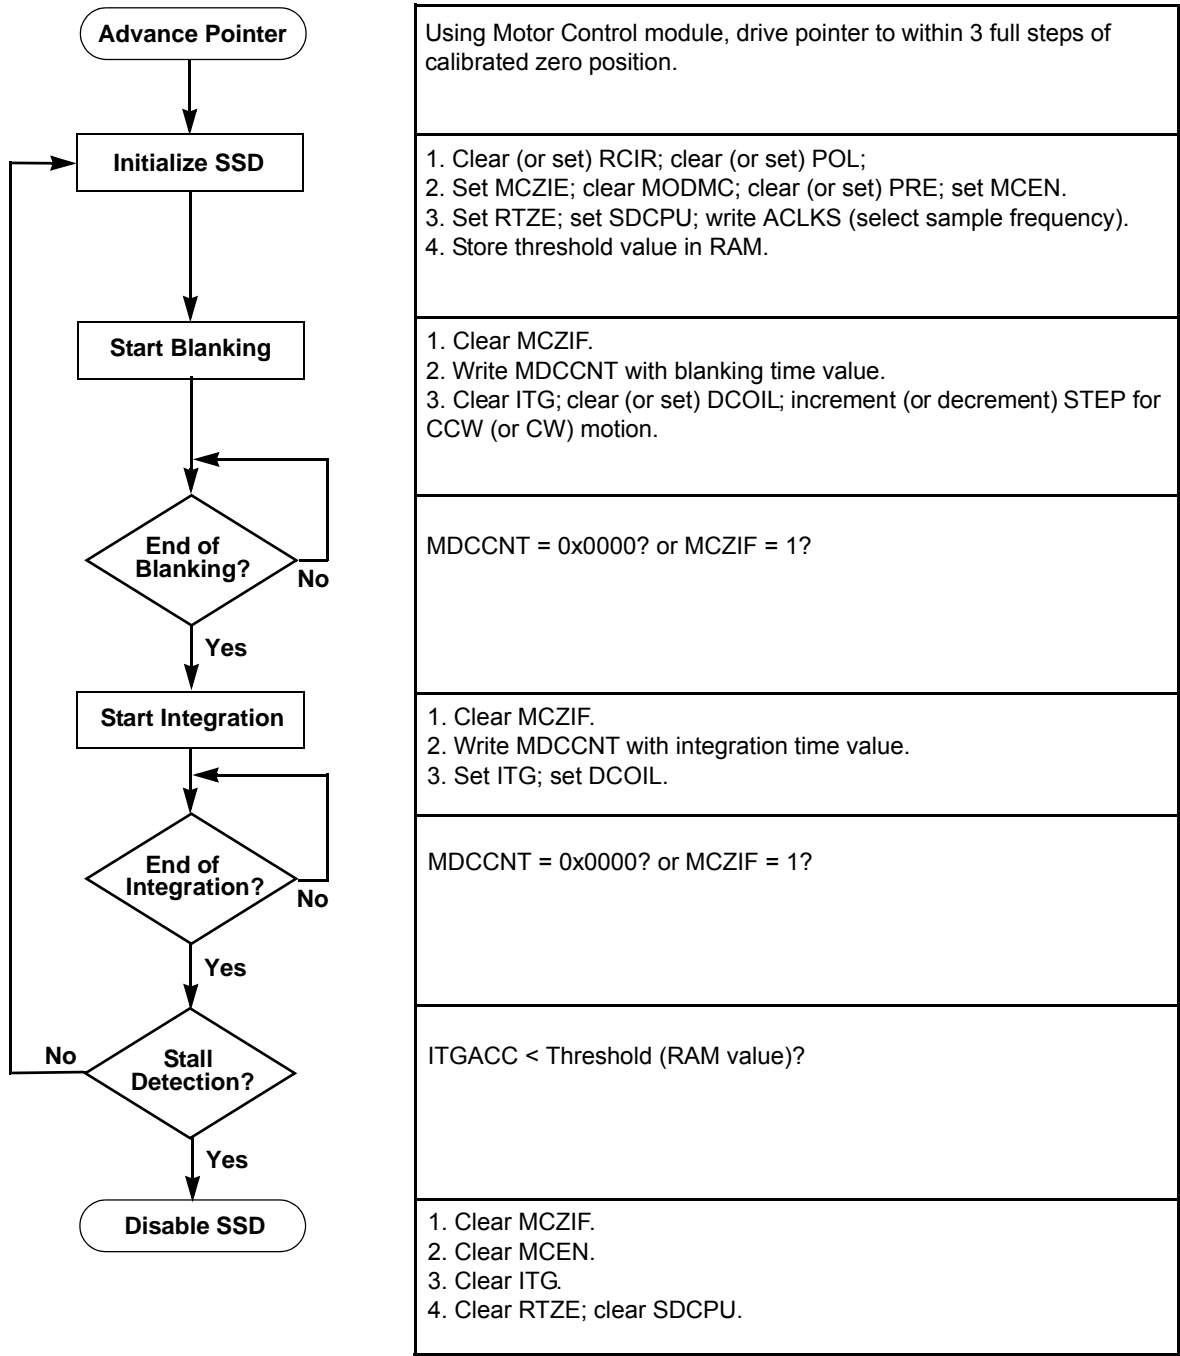 Advance Pointer
Using Motor Control module, drive pointer to within 3 full steps of
calibrated zero position.
Initialize SSD
1. Clear (or set) RCIR; clear (or set) POL;
2. Set MCZIE; clear MODMC; clear (or set) PRE; set MCEN.
3. Set RTZE; set SDCPU; write ACLKS (select sample frequency).
4. Store threshold value in RAM.
Start Blanking
1. Clear MCZIF.
2. Write MDCCNT with blanking time value.
3. Clear ITG; clear (or set) DCOIL; increment (or decrement) STEP for
CCW (or CW) motion.
End of
Blanking?
No
Yes
MDCCNT = 0x0000? or MCZIF = 1?
Start Integration
1. Clear MCZIF.
2. Write MDCCNT with integration time value.
3. Set ITG; set DCOIL.
End of
Integration?
No
Yes
MDCCNT = 0x0000? or MCZIF = 1?
No
Stall
Detection?
Yes
ITGACC < Threshold (RAM value)?
Disable SSD
1. Clear MCZIF.
2. Clear MCEN.
3. Clear ITG.
4. Clear RTZE; clear SDCPU.